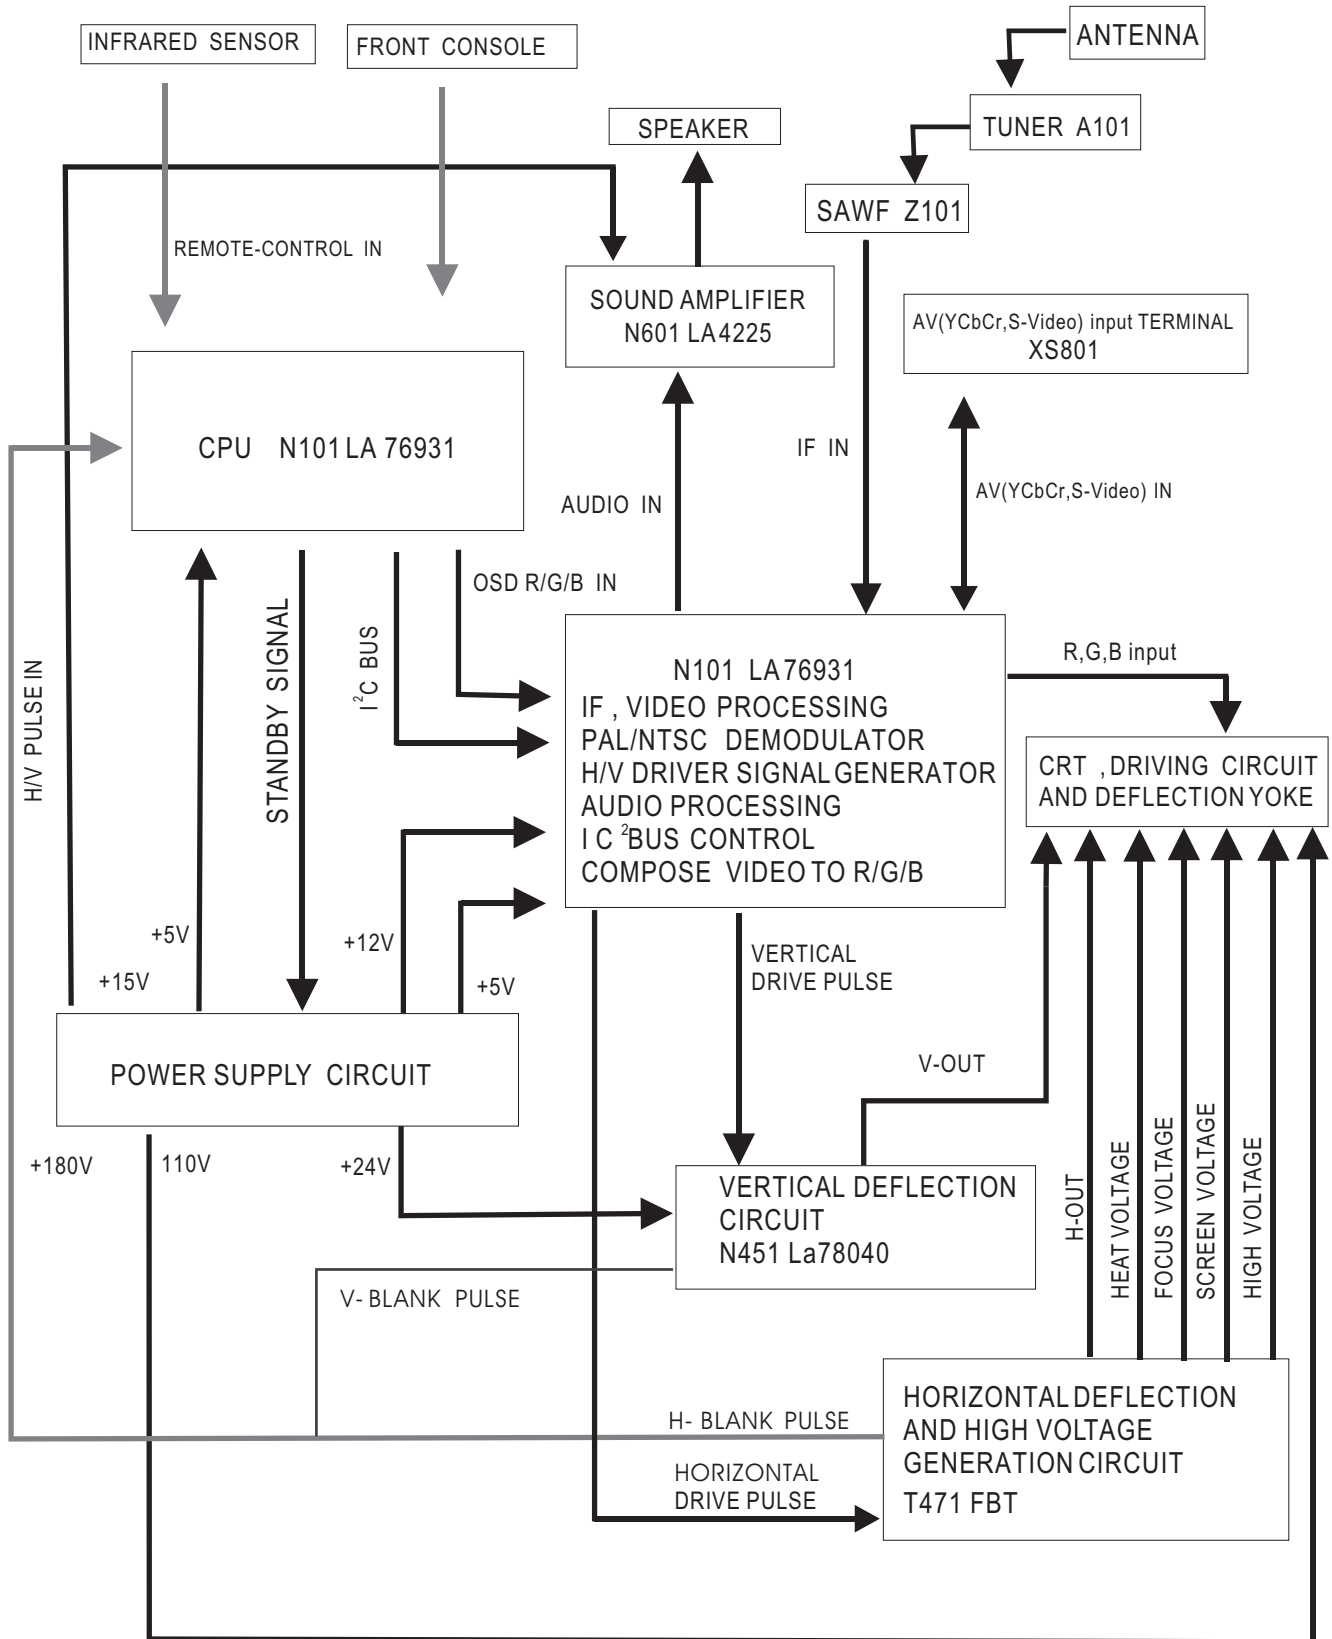 INFRARED SENSOR
FRONT CONSOLE
ANTENNA
TUNER A101
SPEAKER
SAWF Z101
REMOTE-CONTROL IN
SOUND AMPLIFIER
N601 LA4225
AV(YCbCr,S-Video) input TERMINAL
XS801
CPU N101 LA 76931
IF IN
AUDIO IN
AV(YCbCr,S-Video) IN
OSD R/G/B IN
H/V PULSE IN
STANDBY SIGNAL
I²C BUS
R,G,B input
N101 LA76931
IF , VIDEO PROCESSING
PAL/NTSC DEMODULATOR
H/V DRIVER SIGNAL GENERATOR
AUDIO PROCESSING
I C ²BUS CONTROL
COMPOSE VIDEO TO R/G/B
CRT , DRIVING CIRCUIT
AND DEFLECTION YOKE
+5V
+12V
+15V
+5V
VERTICAL
DRIVE PULSE
POWER SUPPLY CIRCUIT
V-OUT
+180V
110V
+24V
VERTICAL DEFLECTION
CIRCUIT
N451 La78040
H-OUT
HEAT VOLTAGE
FOCUS VOLTAGE
SCREEN VOLTAGE
HIGH VOLTAGE
V- BLANK PULSE
H- BLANK PULSE
HORIZONTAL DEFLECTION
AND HIGH VOLTAGE
GENERATION CIRCUIT
T471 FBT
HORIZONTAL
DRIVE PULSE